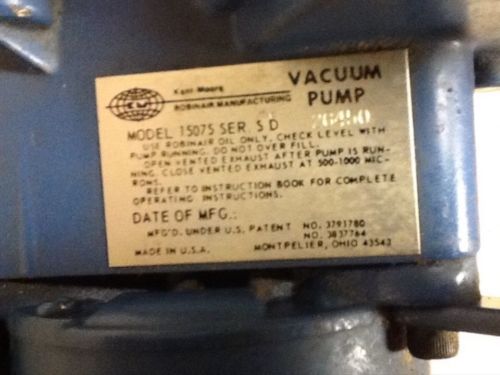 Kent-Moore
ROBINAIR MANUFACTURING
VACUUM
PUMP
MODEL 15075 SER. S D 76450
USE ROBINAIR OIL ONLY, CHECK LEVEL WITH
PUMP RUNNING. DO NOT OVER FILL.
OPEN VENTED EXHAUST AFTER PUMP IS RUN-
NING, CLOSE VENTED EXHAUST AT 500-1000 MIC-
RONS.
REFER TO INSTRUCTION BOOK FOR COMPLETE
OPERATING INSTRUCTIONS.
DATE OF MFG.:
MFG'D. UNDER U.S. PATENT NO. 3791780
NO. 3837764
MADE IN U.S.A. MONTPELIER, OHIO 43543